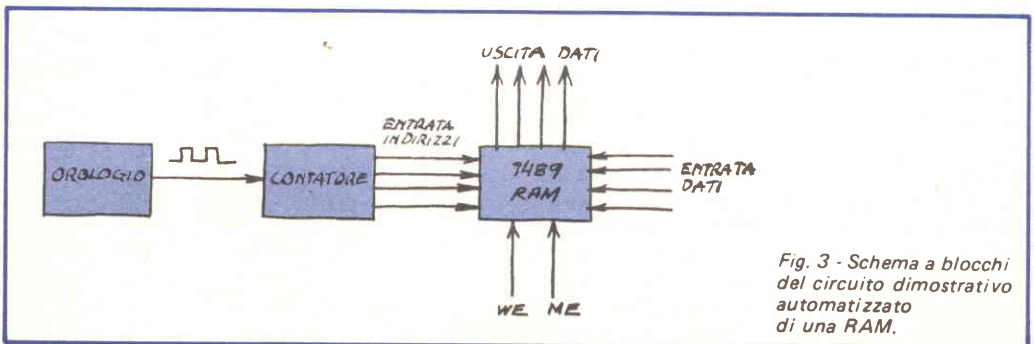 USCITA DATI
ENTRATA
INDIRIZZI
OROLOGIO
CONTATORE
7489
RAM
ENTRATA
DATI
WE ME
Fig. 3 - Schema a blocchi
del circuito dimostrativo
automatizzato
di una RAM.